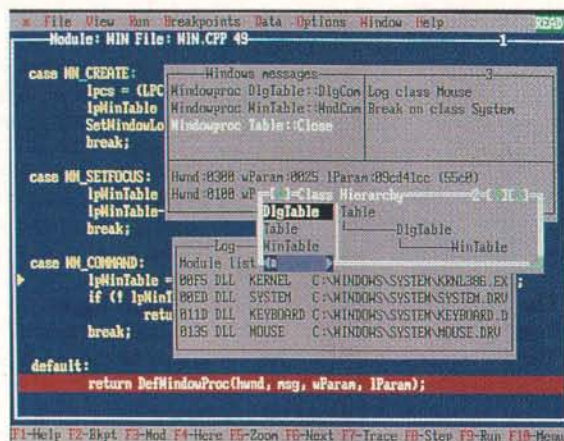 ≡ File View Run Breakpoints Data Options Window Help READ
Module: WIN File: WIN.CPP 49 1
case WM_CREATE:
lpcs = (LPC
lpWinTable
SetWindowLo
break;
case WM_SETFOCUS:
lpWinTable
lpWinTable-
break;
case WM_COMMAND:
lpWinTable =
if (! lpWinT
retu
break;
default:
return DefWindowProc(hwnd, msg, wParam, lParam);
Windows messages 3
Windowproc DlgTable::DlgCom Log class Mouse
Windowproc WinTable::WndCom Break on class System
Windowproc Table::Close
Hwnd:0300 wParam:0025 lParam:09cd41cc (55c0)
Hwnd:0100 wP
Class Hierarchy 2
DlgTable
Table
WinTable
Table
DlgTable
WinTable
Log
Module list
00F5 DLL KERNEL C:\WINDOWS\SYSTEM\KRNL386.EX ;
00ED DLL SYSTEM C:\WINDOWS\SYSTEM\SYSTEM.DRV
011D DLL KEYBOARD C:\WINDOWS\SYSTEM\KEYBOARD.D
0135 DLL MOUSE C:\WINDOWS\SYSTEM\MOUSE.DRV
F1-Help F2-Bkpt F3-Mod F4-Here F5-Zoom F6-Next F7-Trace F8-Step F9-Run F10-Menu